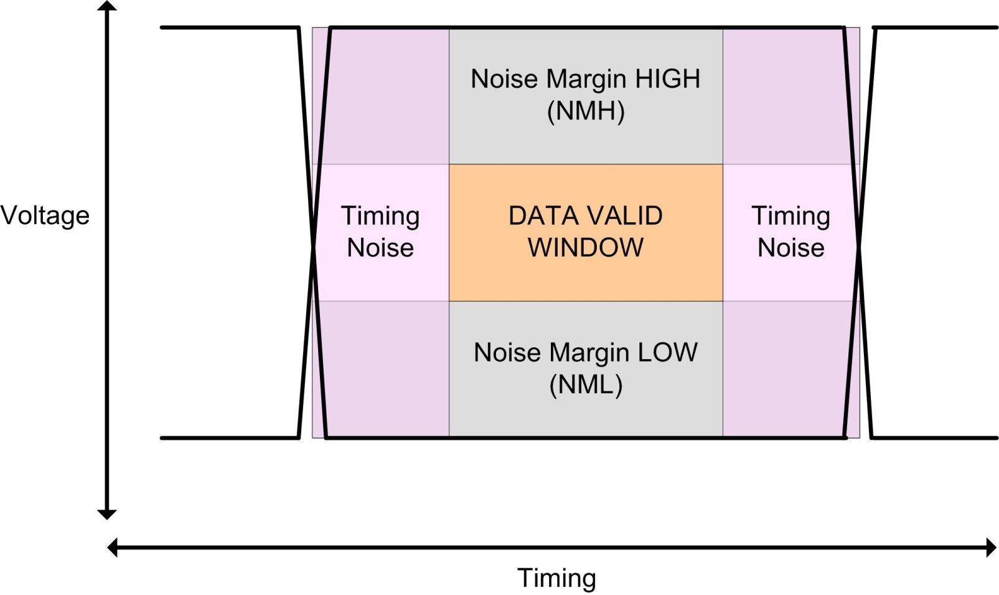 Noise Margin HIGH
(NMH)
Voltage
Timing
Noise
DATA VALID
WINDOW
Timing
Noise
Noise Margin LOW
(NML)
Timing